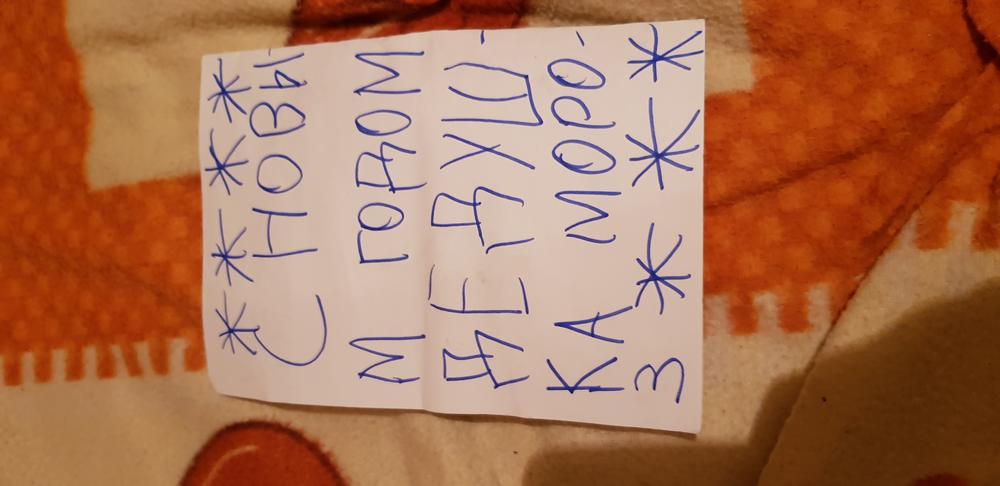 * * * *
С НОВЫ-
М ГОДОМ
ДЕДУШ-
КА МОРО-
З * * *